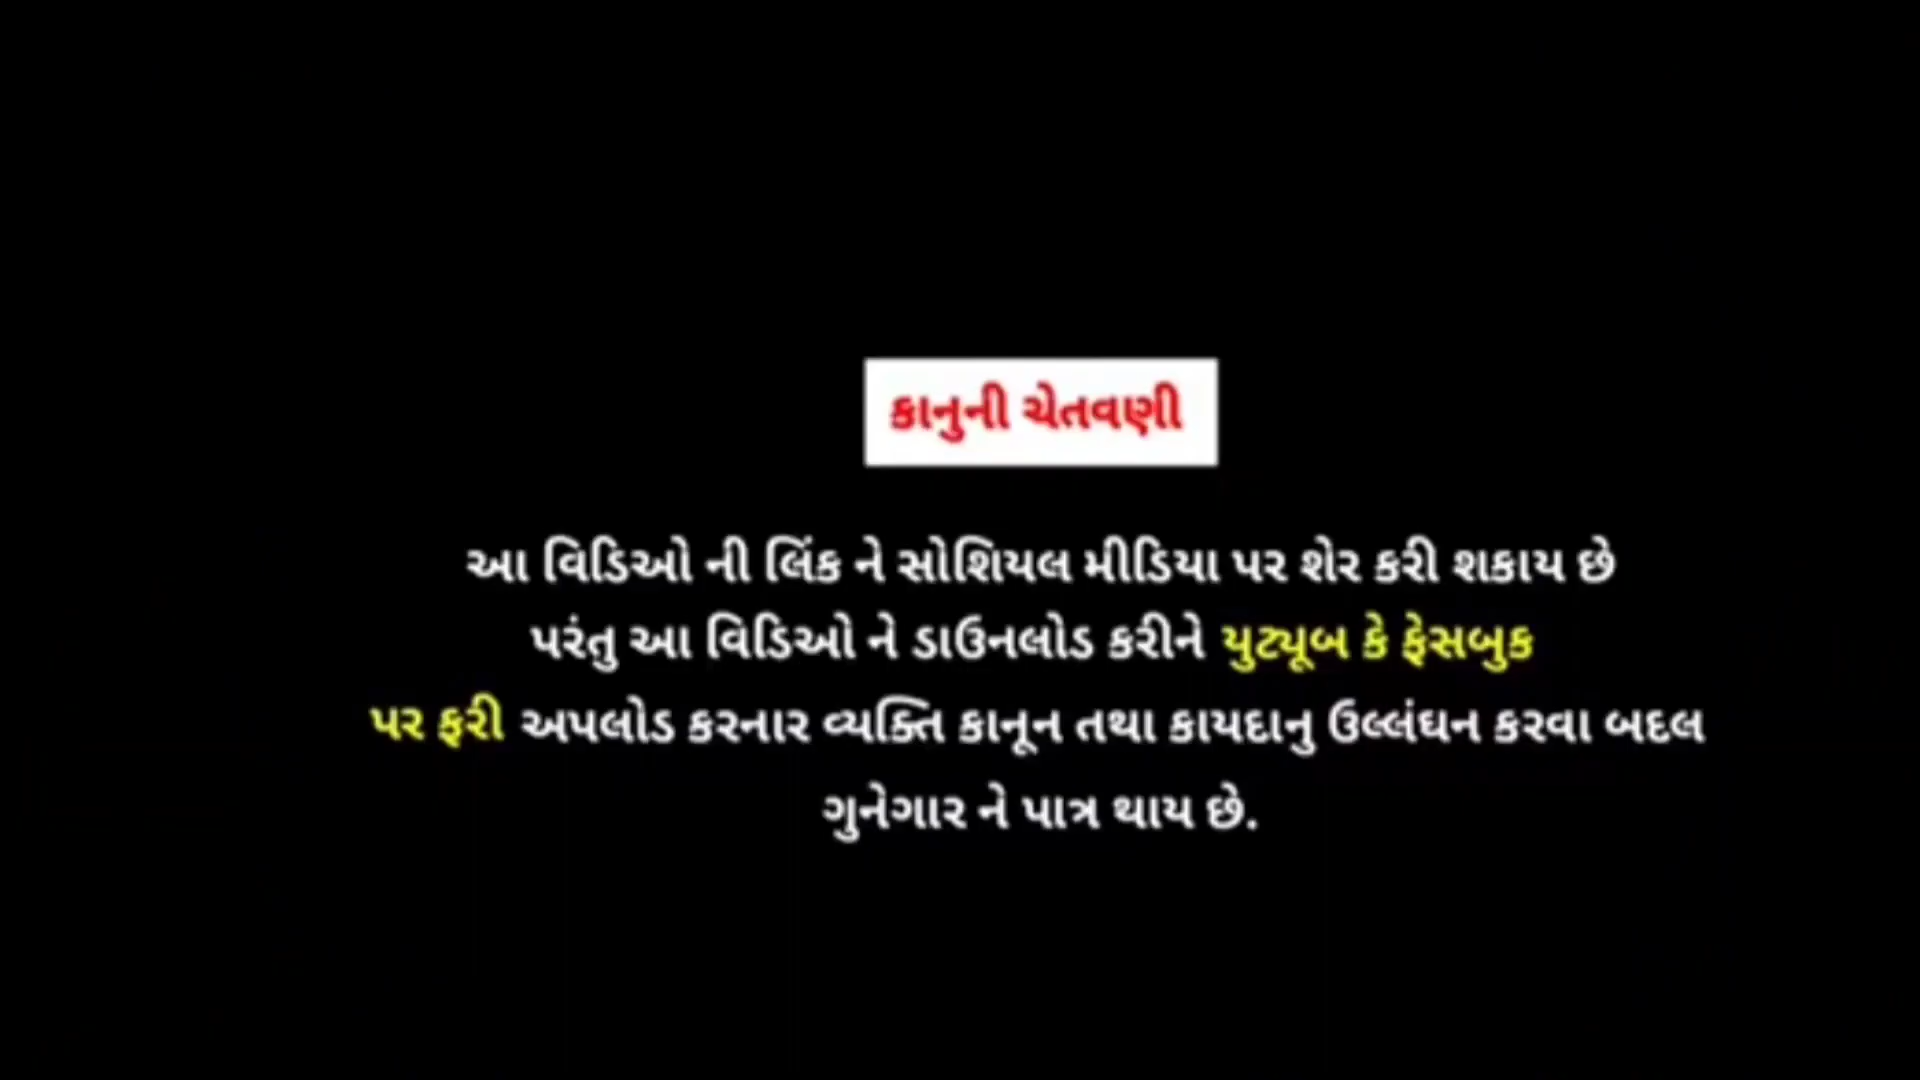 કાનુની ચેતવણી
આ વિડિઓ ની લિંક ને સોશિયલ મીડિયા પર શેર કરી શકાય છે
પરંતુ આ વિડિઓ ને ડાઉનલોડ કરીને યુટ્યૂબ કે ફેસબુક
પર ફરી અપલોડ કરનાર વ્યક્તિ કાનૂન તથા કાયદાનુ ઉલ્લંઘન કરવા બદલ
ગુનેગાર ને પાત્ર થાય છે.